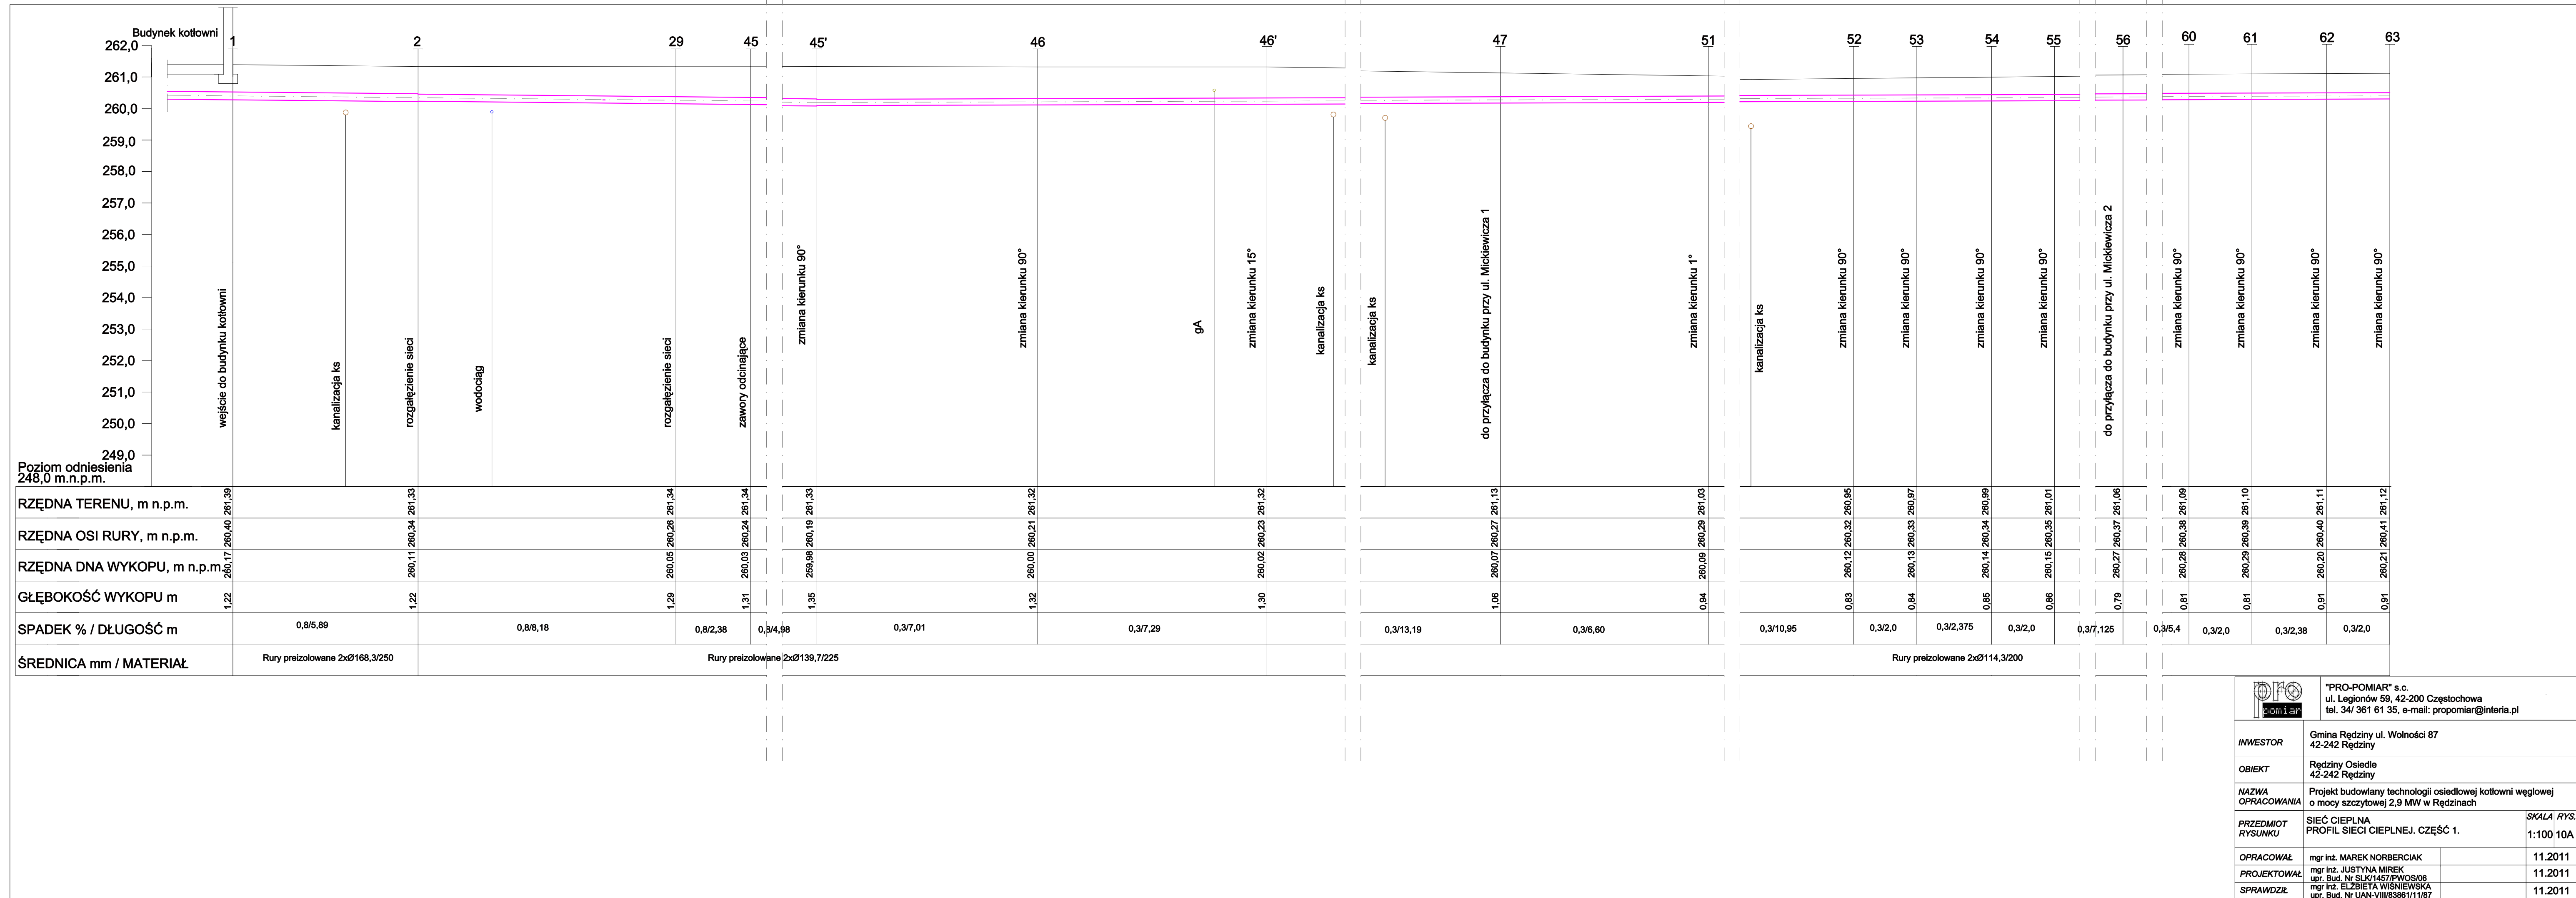 Budynek kotłowni
1 2 29 45 45' 46 46' 47 51 52 53 54 55 56 60 61 62 63
262,0
261,0
260,0
259,0
258,0
257,0
256,0
255,0
254,0
253,0
252,0
251,0
250,0
249,0
Poziom odniesienia
248,0 m.n.p.m.
wejście do budynku kotłowni
kanalizacja ks
rozgałęzienie sieci
wodociąg
rozgałęzienie sieci
zawory odcinające
zmiana kierunku 90°
zmiana kierunku 90°
gA
zmiana kierunku 15°
kanalizacja ks
kanalizacja ks
do przyłącza do budynku przy ul. Mickiewicza 1
zmiana kierunku 1°
kanalizacja ks
zmiana kierunku 90°
zmiana kierunku 90°
zmiana kierunku 90°
zmiana kierunku 90°
do przyłącza do budynku przy ul. Mickiewicza 2
zmiana kierunku 90°
zmiana kierunku 90°
zmiana kierunku 90°
zmiana kierunku 90°
RZĘDNA TERENU, m n.p.m. 261,39 261,33 261,34 261,34 261,33 261,32 261,32 261,13 261,03 260,95 260,97 260,99 261,01 261,06 261,09 261,10 261,11 261,12
RZĘDNA OSI RURY, m n.p.m. 260,40 260,34 260,26 260,24 260,19 260,21 260,23 260,27 260,29 260,32 260,33 260,34 260,35 260,37 260,38 260,39 260,40 260,41
RZĘDNA DNA WYKOPU, m n.p.m. 260,17 260,11 260,05 260,03 259,98 260,00 260,02 260,07 260,09 260,12 260,13 260,14 260,15 260,27 260,28 260,29 260,20 260,21
GŁĘBOKOŚĆ WYKOPU m 1,22 1,22 1,29 1,31 1,35 1,32 1,30 1,06 0,94 0,83 0,84 0,85 0,86 0,79 0,81 0,81 0,91 0,91
SPADEK % / DŁUGOŚĆ m 0,8/5,89 0,8/8,18 0,8/2,38 0,8/4,98 0,3/7,01 0,3/7,29 0,3/13,19 0,3/6,60 0,3/10,95 0,3/2,0 0,3/2,375 0,3/2,0 0,3/7,125 0,3/5,4 0,3/2,0 0,3/2,38 0,3/2,0
ŚREDNICA mm / MATERIAŁ Rury preizolowane 2xØ168,3/250 Rury preizolowane 2xØ139,7/225 Rury preizolowane 2xØ114,3/200
pro
pomiar
"PRO-POMIAR" s.c.
ul. Legionów 59, 42-200 Częstochowa
tel. 34/ 361 61 35, e-mail: propomiar@interia.pl
INWESTOR
Gmina Rędziny ul. Wolności 87
42-242 Rędziny
OBIEKT
Rędziny Osiedle
42-242 Rędziny
NAZWA
OPRACOWANIA
Projekt budowlany technologii osiedlowej kotłowni węglowej
o mocy szczytowej 2,9 MW w Rędzinach
PRZEDMIOT
RYSUNKU
SIEĆ CIEPLNA
PROFIL SIECI CIEPLNEJ. CZĘŚĆ 1.
SKALA RYS.
1:100 10A
OPRACOWAŁ mgr inż. MAREK NORBERCIAK 11.2011
PROJEKTOWAŁ mgr inż. JUSTYNA MIREK
upr. Bud. Nr SLK/1457/PWOS/06 11.2011
SPRAWDZIŁ mgr inż. ELŻBIETA WIŚNIEWSKA
upr. Bud. Nr UAN-VIII/83861/11/87 11.2011